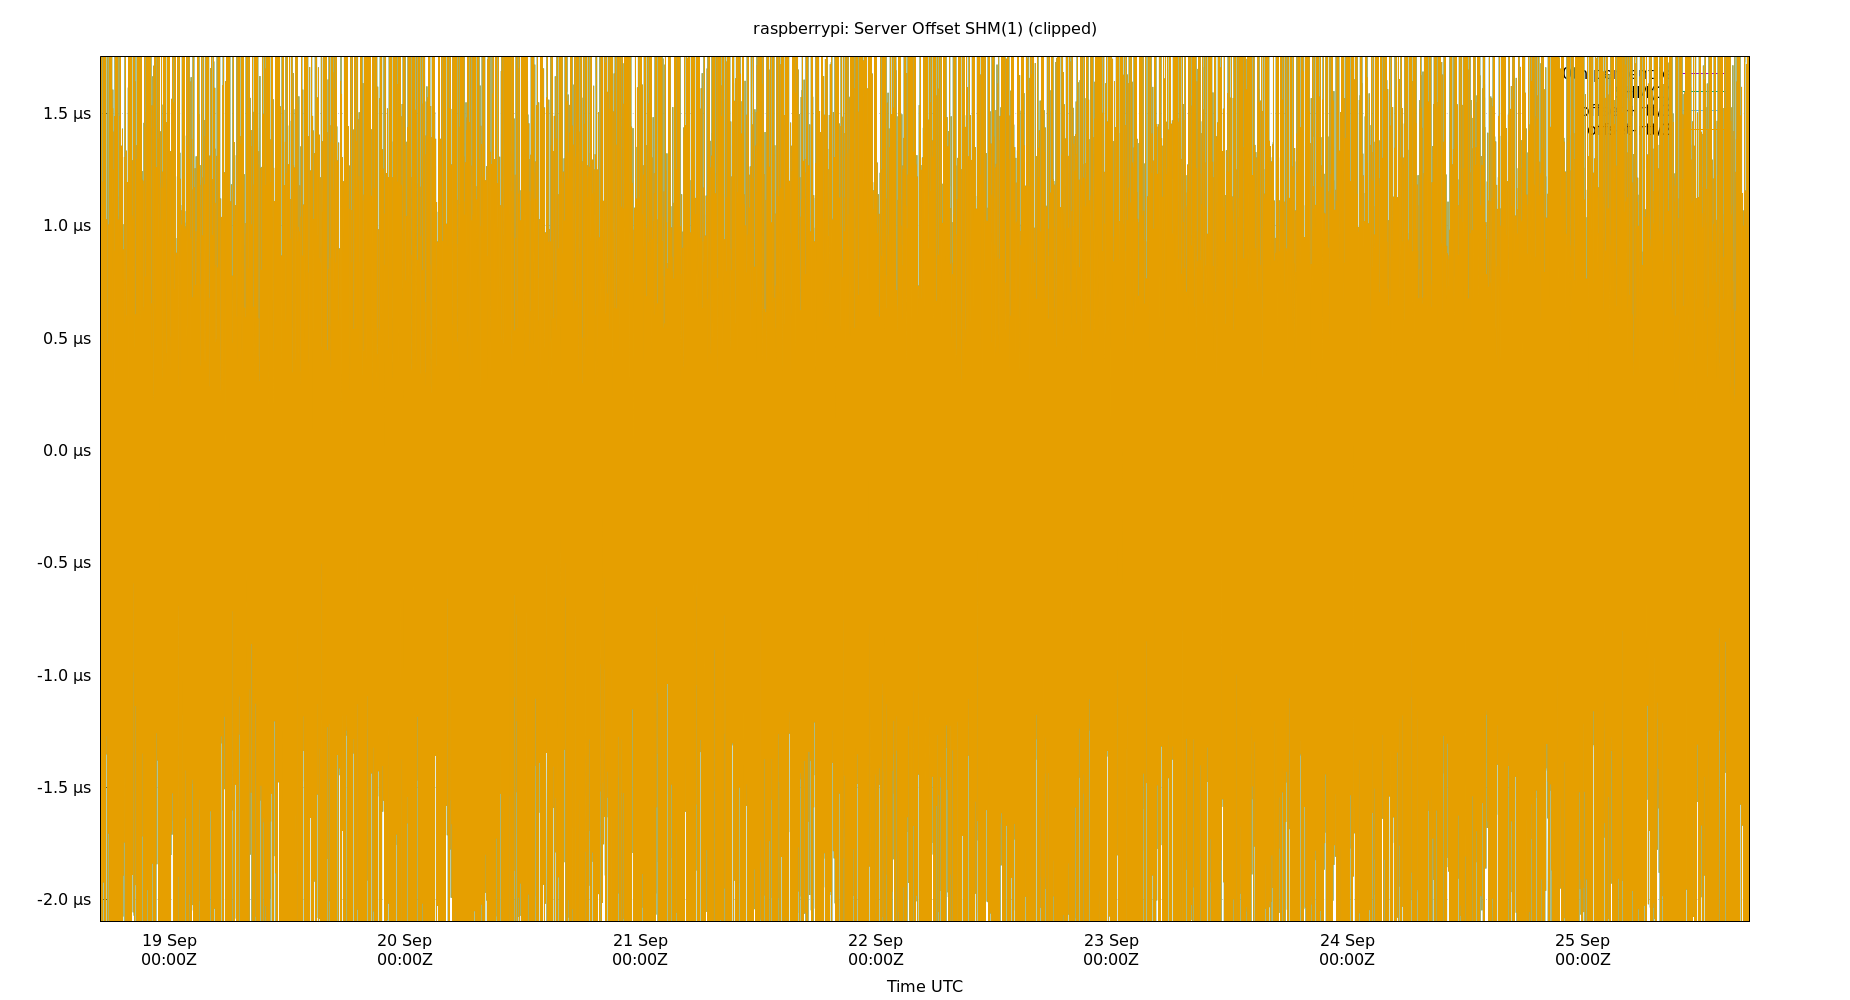 raspberrypi: Server Offset SHM(1) (clipped)
1.5 µs
1.0 µs
0.5 µs
0.0 µs
-0.5 µs
-1.0 µs
-1.5 µs
-2.0 µs
19 Sep 20 Sep 21 Sep 22 Sep 23 Sep 24 Sep 25 Sep
00:00Z 00:00Z 00:00Z 00:00Z 00:00Z 00:00Z 00:00Z
Time UTC